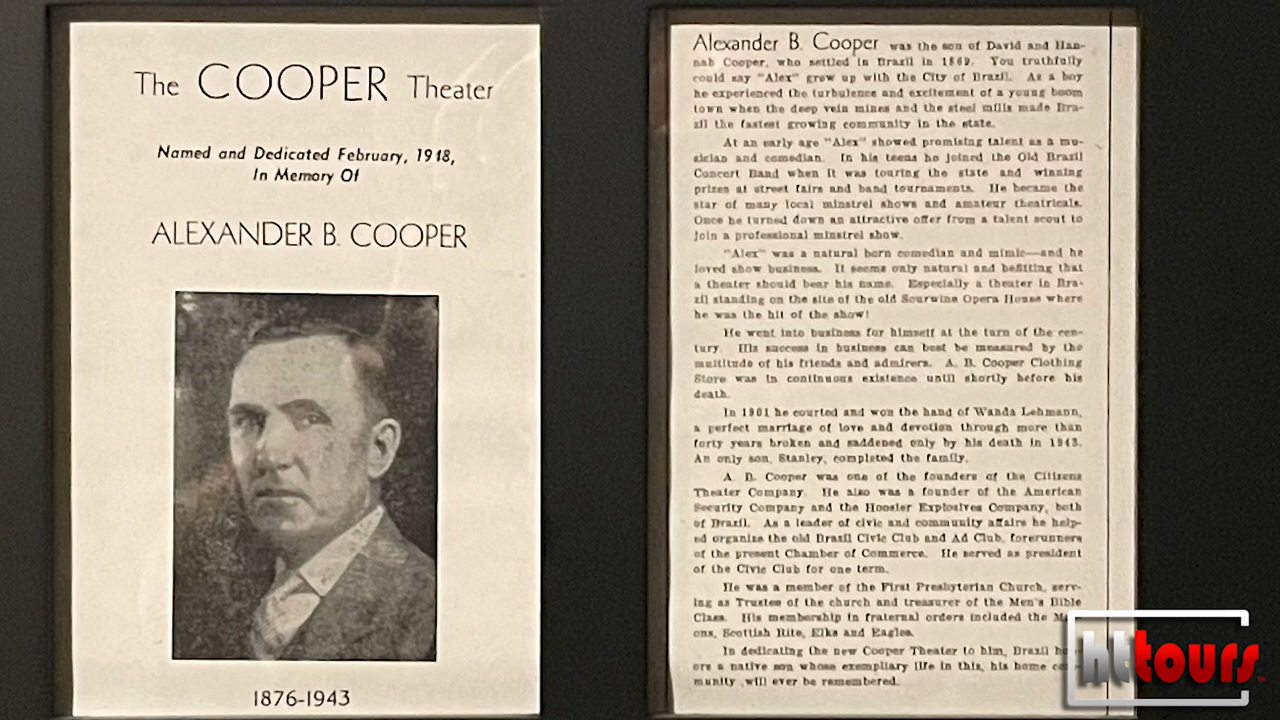 The COOPER Theater
Named and Dedicated February, 1948,
In Memory Of
ALEXANDER B. COOPER
1876-1943
Alexander B. Cooper was the son of David and Han-
nah Cooper, who settled in Brazil in 1869. You truthfully
could say "Alex" grew up with the City of Brazil. As a boy
he experienced the turbulence and excitement of a young boom
town when the deep vein mines and the steel mills made Bra-
zil the fastest growing community in the state.
At an early age "Alex" showed promising talent as a mu-
sician and comedian. In his teens he joined the Old Brazil
Concert Band when it was touring the state and winning
prizes at street fairs and band tournaments. He became the
star of many local minstrel shows and amateur theatricals.
Once he turned down an attractive offer from a talent scout to
join a professional minstrel show.
"Alex" was a natural born comedian and mimic—and he
loved show business. It seems only natural and befitting that
a theater should bear his name. Especially a theater in Bra-
zil standing on the site of the old Sourwine Opera House where
he was the hit of the show!
He went into business for himself at the turn of the cen-
tury. His success in business can best be measured by the
multitude of his friends and admirers. A. B. Cooper Clothing
Store was in continuous existence until shortly before his
death.
In 1901 he courted and won the hand of Wanda Lehmann,
a perfect marriage of love and devotion through more than
forty years broken and saddened only by his death in 1943.
An only son, Stanley, completed the family.
A. B. Cooper was one of the founders of the Citizens
Theater Company. He also was a founder of the American
Security Company and the Hoosier Explosives Company, both
of Brazil. As a leader of civic and community affairs he help-
ed organize the old Brazil Civic Club and Ad Club, forerunners
of the present Chamber of Commerce. He served as president
of the Civic Club for one term.
He was a member of the First Presbyterian Church, serv-
ing as Trustee of the church and treasurer of the Men's Bible
Class. His membership in fraternal orders included the
ons, Scottish Rite, Elks and Eagles.
In dedicating the new Cooper Theater to him, Brazil
ors a native son whose exempliary life in this, his home
munity ,will ever be remembered.
httours™